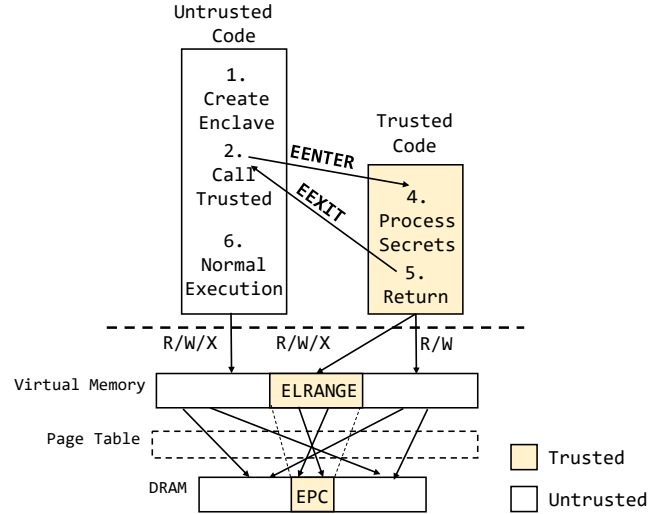 Untrusted
Code
1.
Create
Enclave
2.
Call
Trusted
6.
Normal
Execution
EENTER
EEXIT
Trusted
Code
4.
Process
Secrets
5.
Return
R/W/X
R/W/X
R/W
Virtual Memory
ELRANGE
Page Table
DRAM
EPC
Trusted
Untrusted